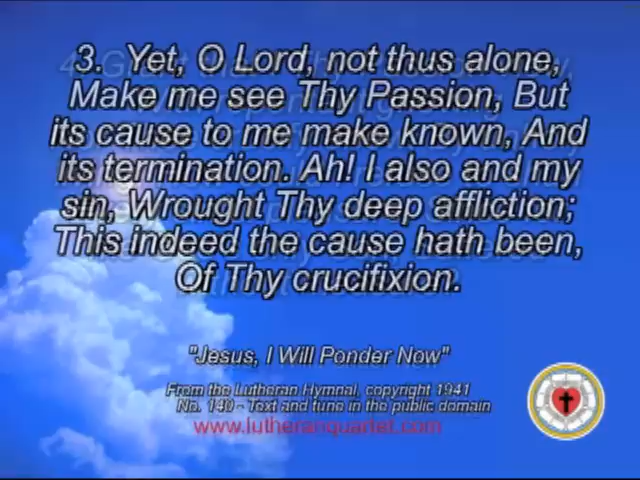 3. Yet, O Lord, not thus alone,
Make me see Thy Passion, But
its cause to me make known, And
its termination. Ah! I also and my
sin, Wrought Thy deep affliction;
This indeed the cause hath been,
Of Thy crucifixion.
"Jesus, I Will Ponder Now"
From the Lutheran Hymnal, copyright 1941
No. 140 - Text and tune in the public domain
www.lutheranquartet.com